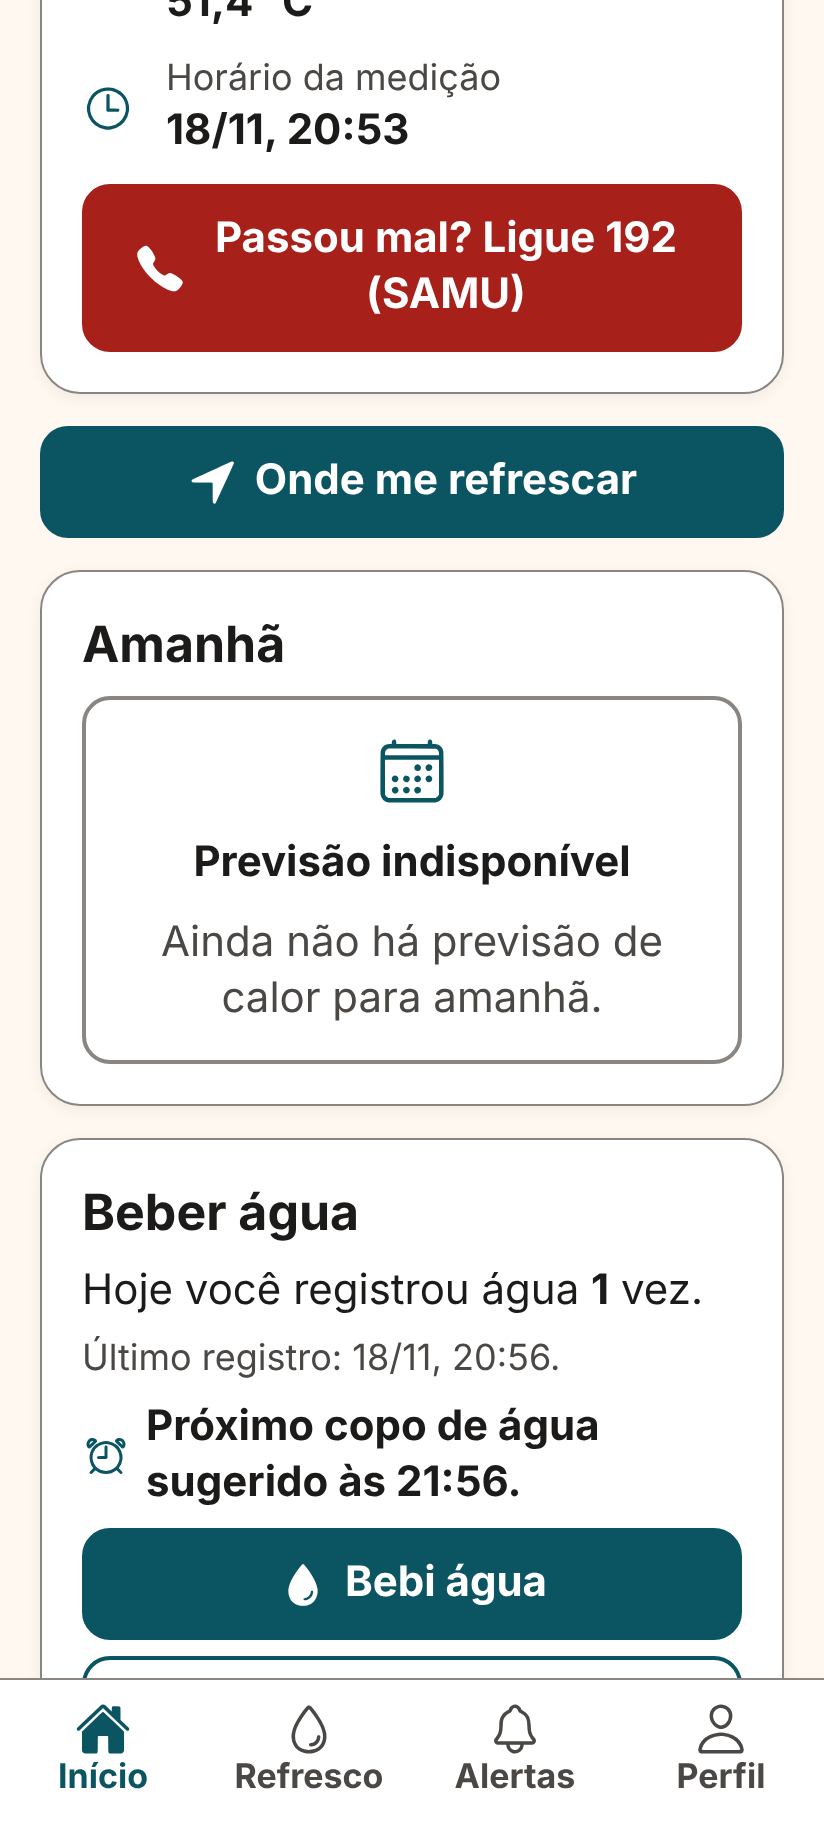 51,4 °C
Horário da medição
18/11, 20:53
Passou mal? Ligue 192
(SAMU)
Onde me refrescar
Amanhã
Previsão indisponível
Ainda não há previsão de
calor para amanhã.
Beber água
Hoje você registrou água 1 vez.
Último registro: 18/11, 20:56.
Próximo copo de água
sugerido às 21:56.
Bebi água
Início
Refresco
Alertas
Perfil